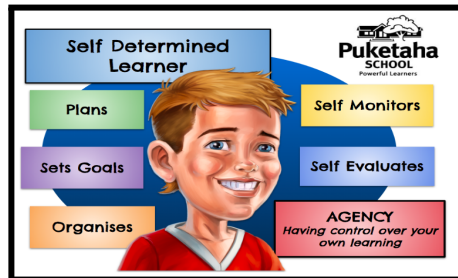 Self Determined
Learner
Puketaha
SCHOOL
Powerful Learners
Plans
Self Monitors
Sets Goals
Self Evaluates
Organises
AGENCY
Having control over your
own learning